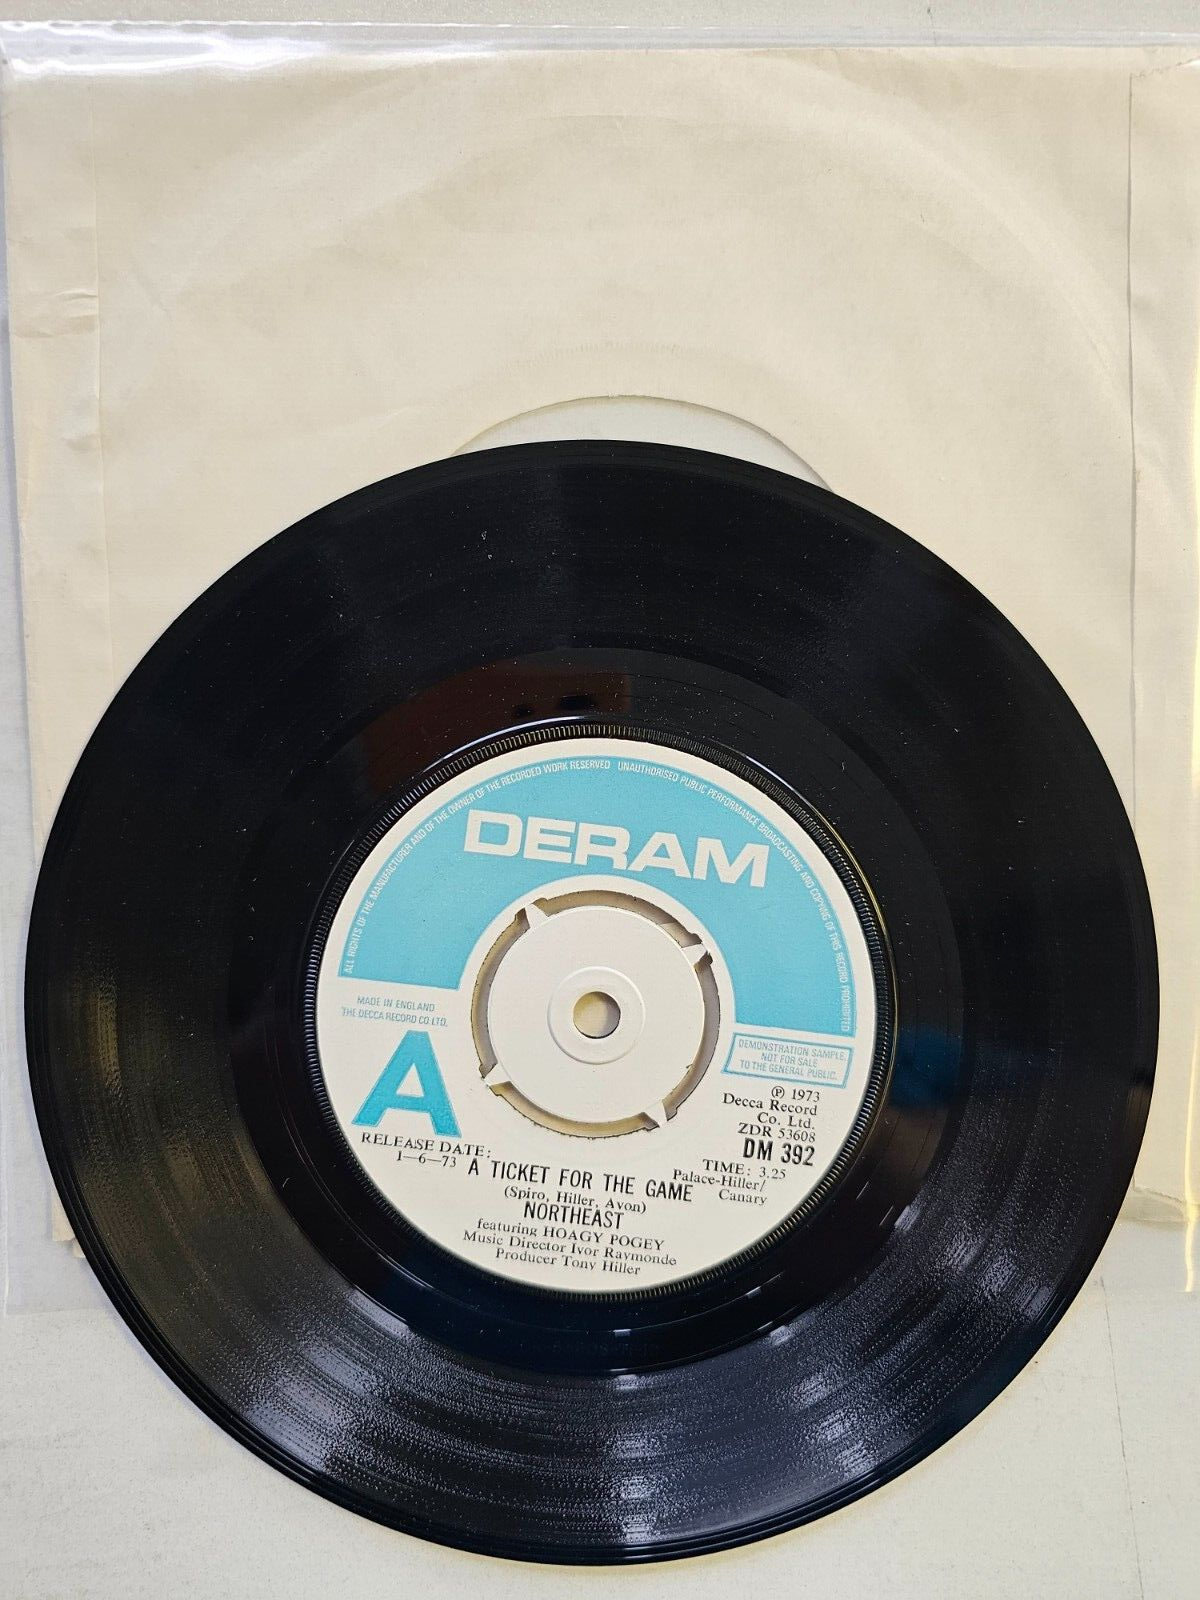 ALL RIGHTS OF THE MANUFACTURER AND OF THE OWNER OF THE RECORDED WORK RESERVED UNAUTHORISED PUBLIC PERFORMANCE BROADCASTING AND COPYING OF THIS RECORD PROHIBITED
DERAM
MADE IN ENGLAND
THE DECCA RECORD CO. LTD.
DEMONSTRATION SAMPLE,
NOT FOR SALE
TO THE GENERAL PUBLIC.
A
℗ 1973
Decca Record
Co. Ltd.
ZDR 53608
DM 392
RELEASE DATE:
1—6—73
TIME: 3.25
Palace-Hiller/
Canary
A TICKET FOR THE GAME
(Spiro, Hiller, Avon)
NORTHEAST
featuring HOAGY POGEY
Music Director Ivor Raymonde
Producer Tony Hiller